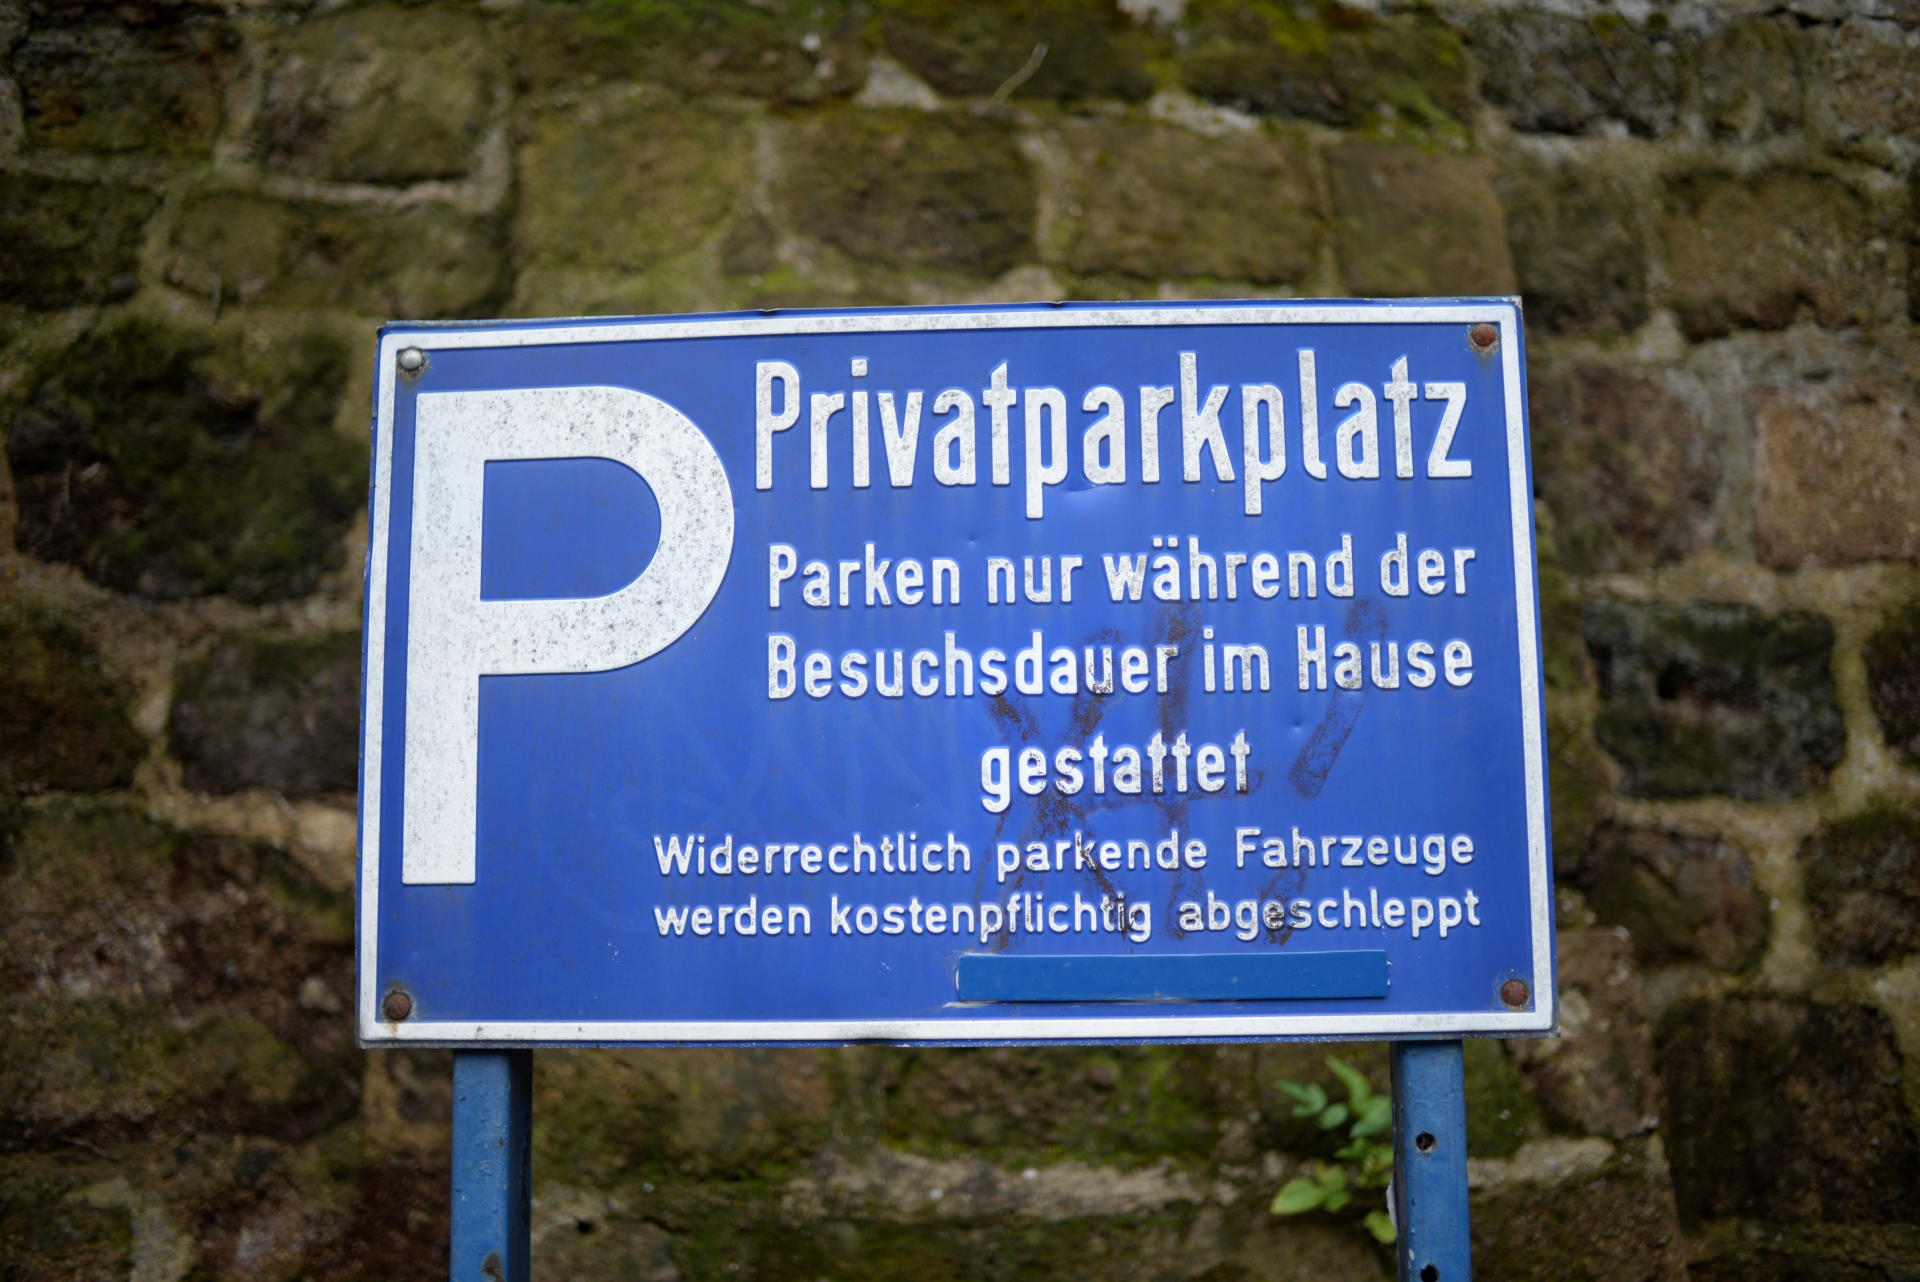 P
Privatparkplatz
Parken nur während der
Besuchsdauer im Hause
gestattet
Widerrechtlich parkende Fahrzeuge
werden kostenpflichtig abgeschleppt